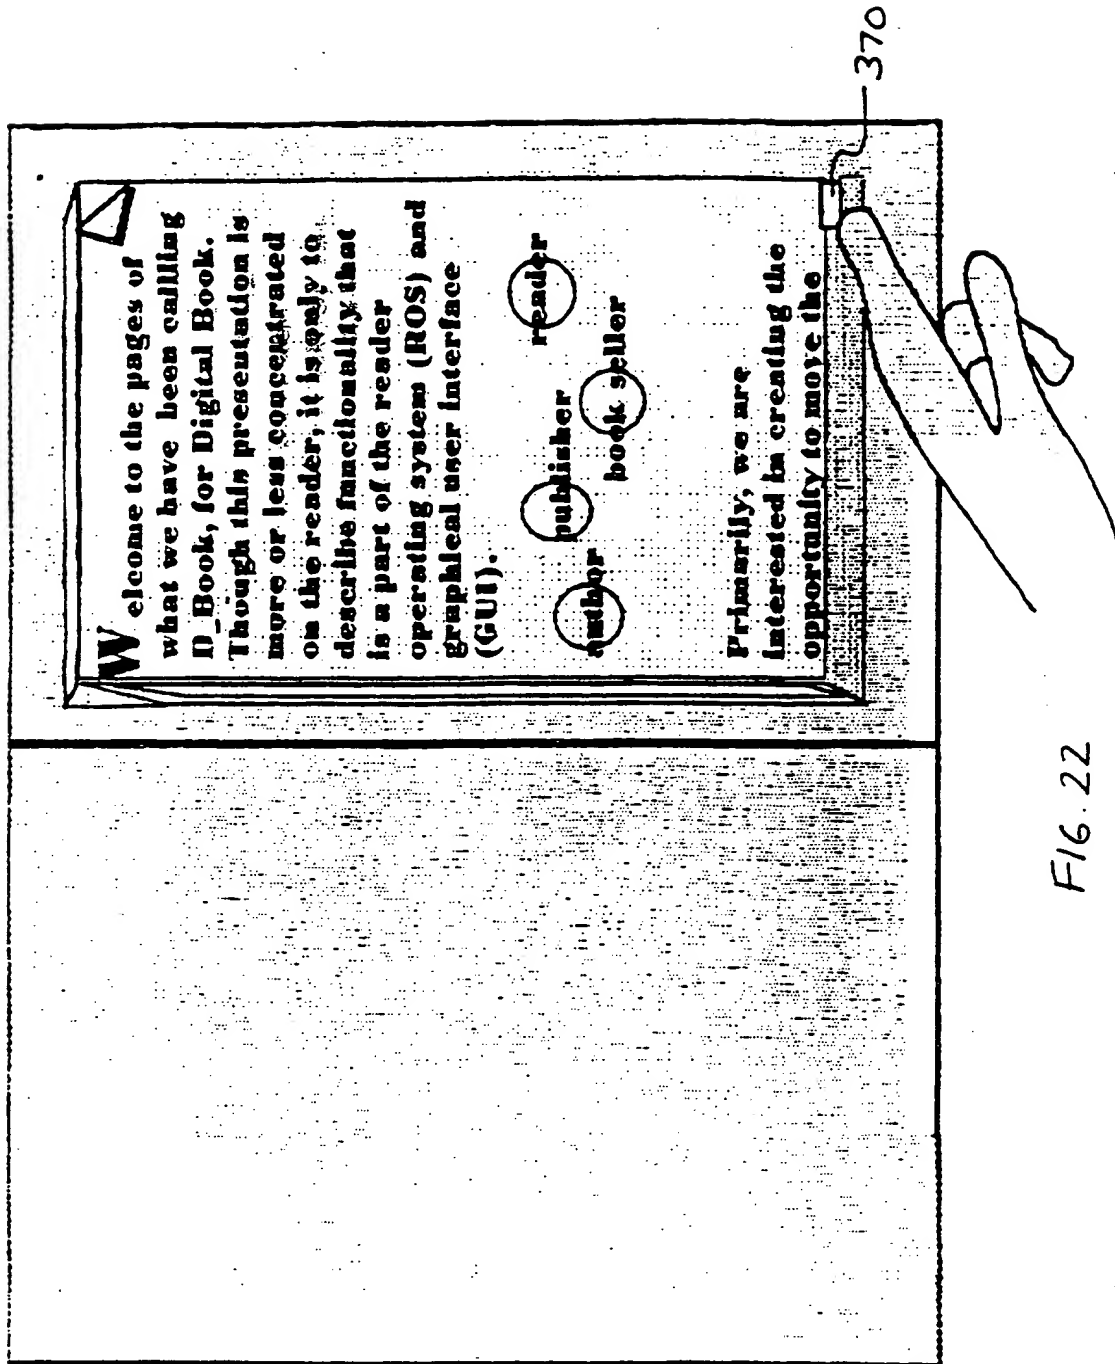 Welcome to the pages of
what we have been callling
D_Book, for Digital Book.
Though this presentation is
more or less concentrated
on the reader, it is only to
describe functionality that
is a part of the reader
operating system (ROS) and
graphical user interface
(GUI).
author
publisher
book seller
reader
Primarily, we are
interested in creating the
opportunity to move the
370
FIG. 22